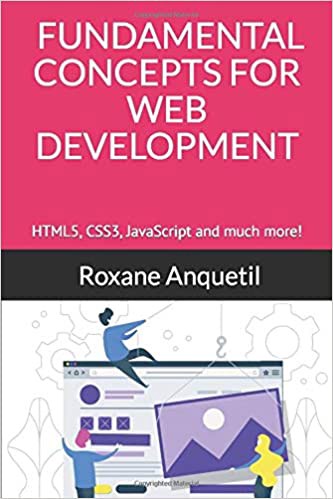 FUNDAMENTAL
CONCEPTS FOR
WEB
DEVELOPMENT
HTML5, CSS3, JavaScript and much more!
Roxane Anquetil